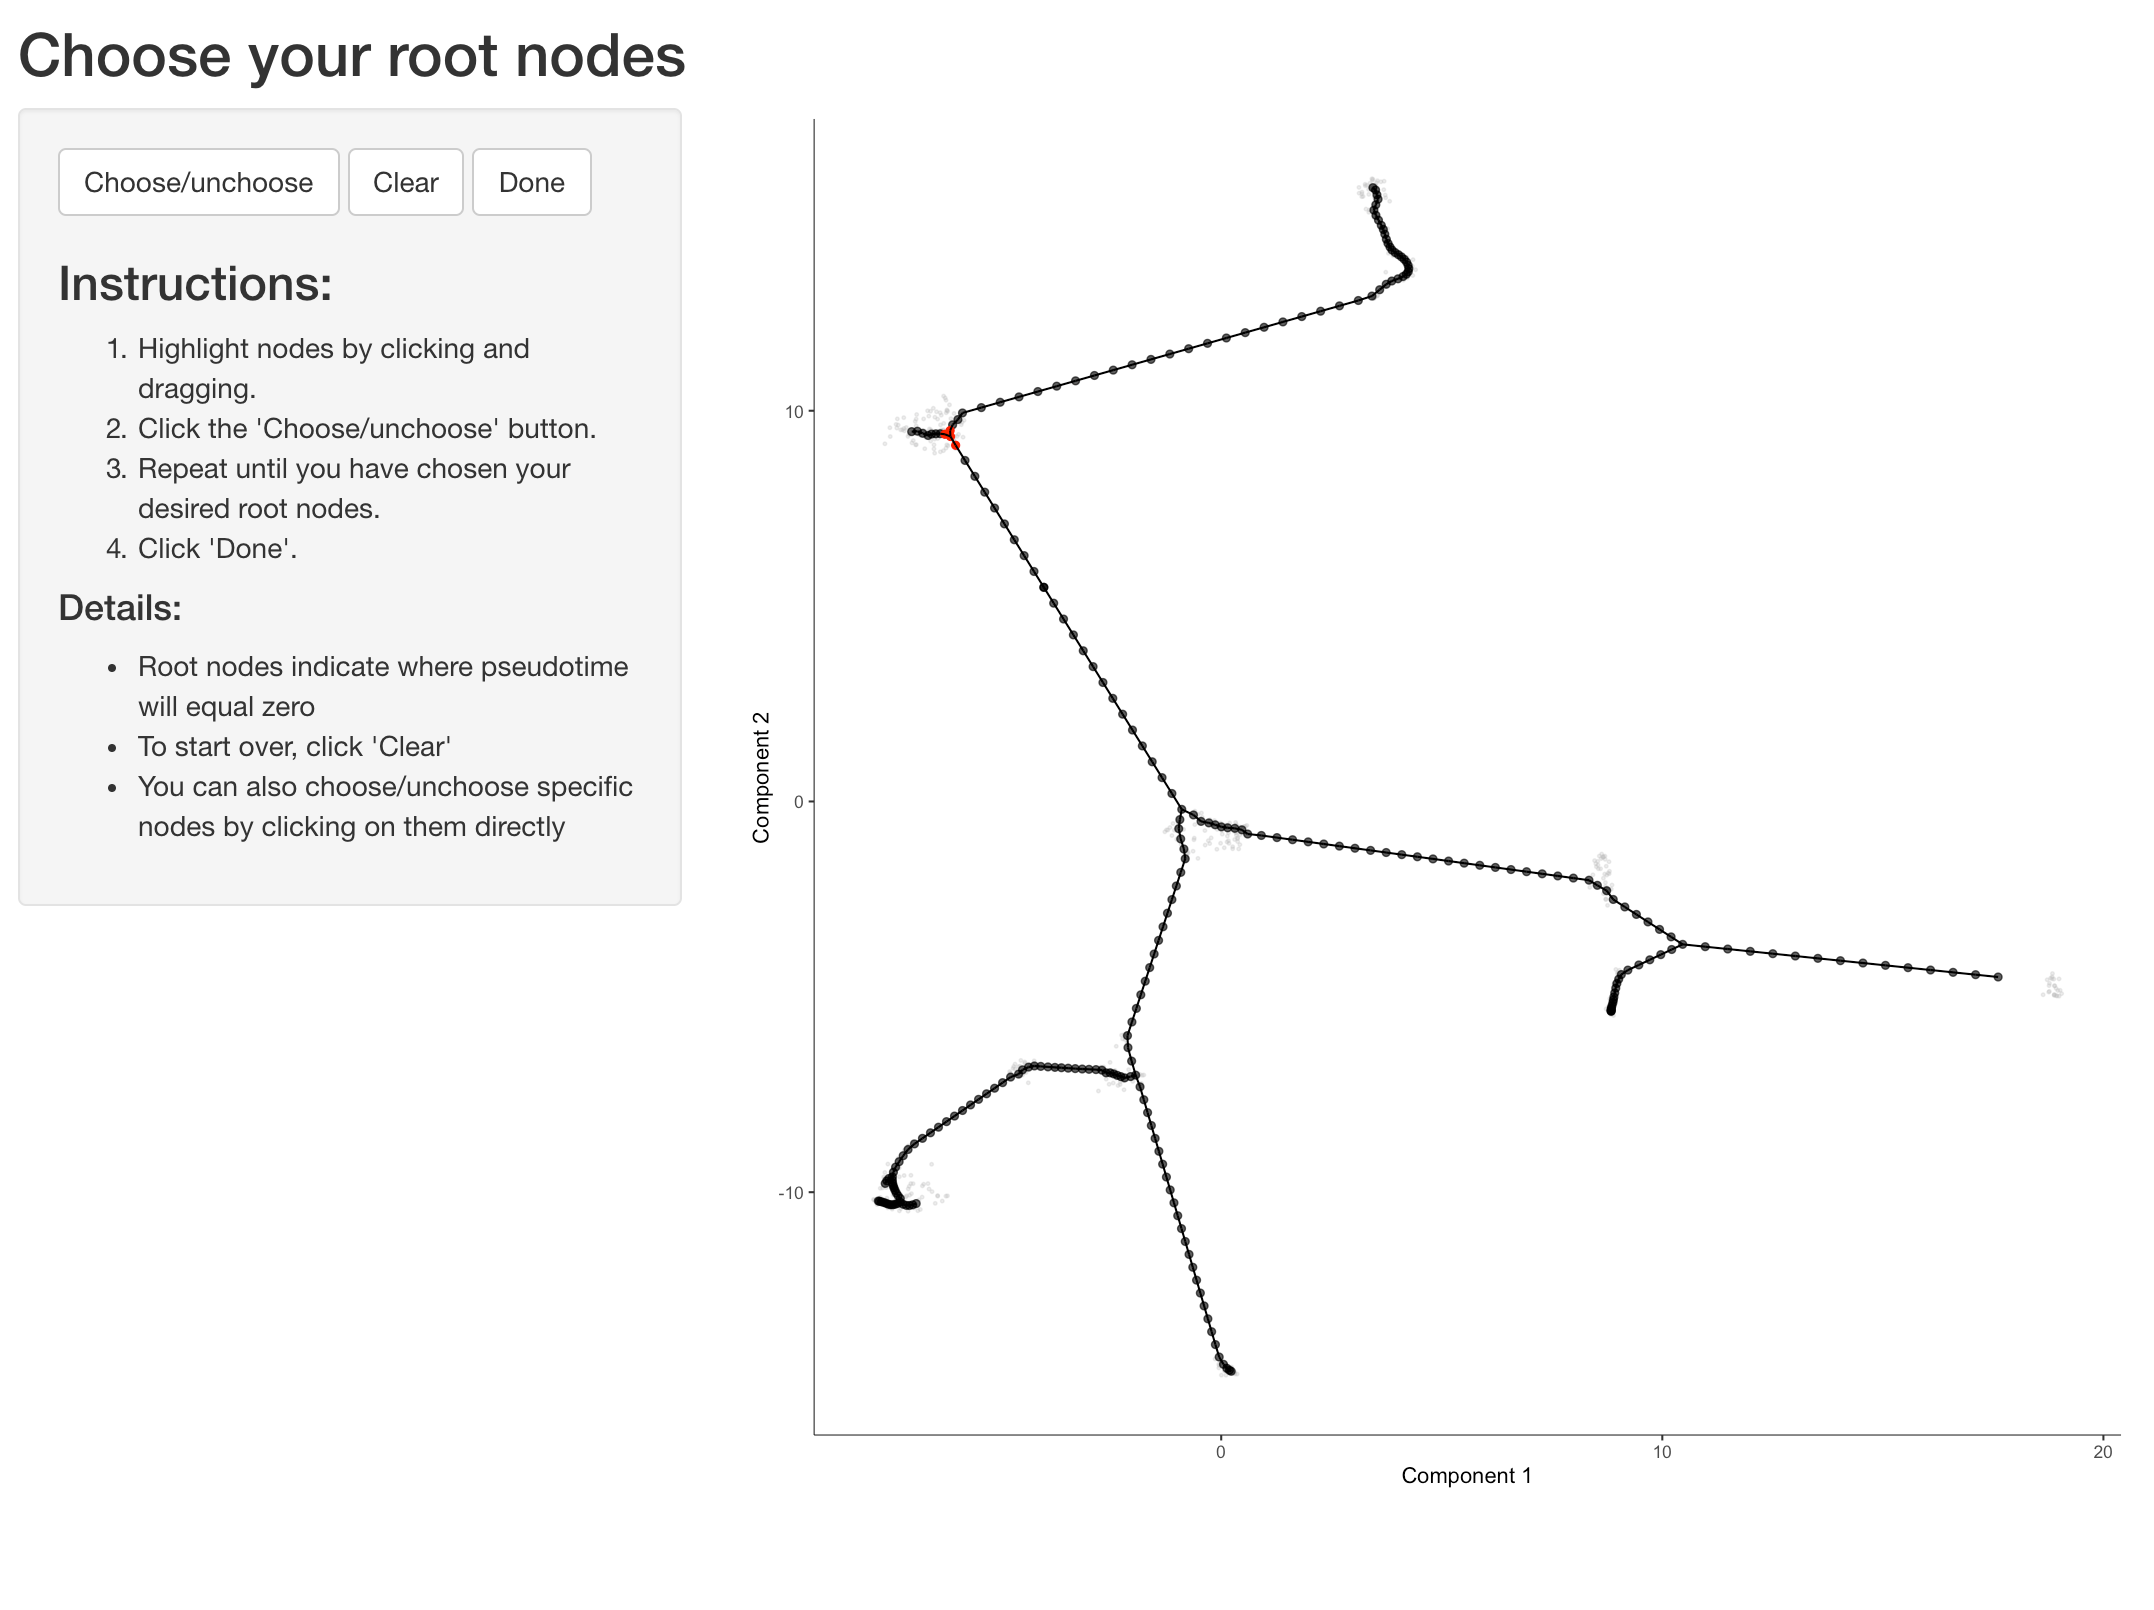 Choose your root nodes
Choose/unchoose Clear Done
Instructions:
1. Highlight nodes by clicking and
dragging.
2. Click the 'Choose/unchoose' button.
3. Repeat until you have chosen your
desired root nodes.
4. Click 'Done'.
Details:
• Root nodes indicate where pseudotime
will equal zero
• To start over, click 'Clear'
• You can also choose/unchoose specific
nodes by clicking on them directly
Component 2
10
0
-10
0 10 20
Component 1